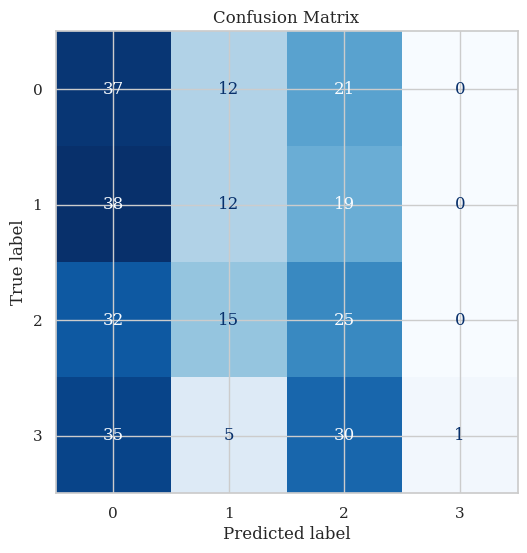 Confusion Matrix
0 37 12 21 0
1 38 12 19 0
2 32 15 25 0
3 35 5 30 1
0 1 2 3
Predicted label
True label